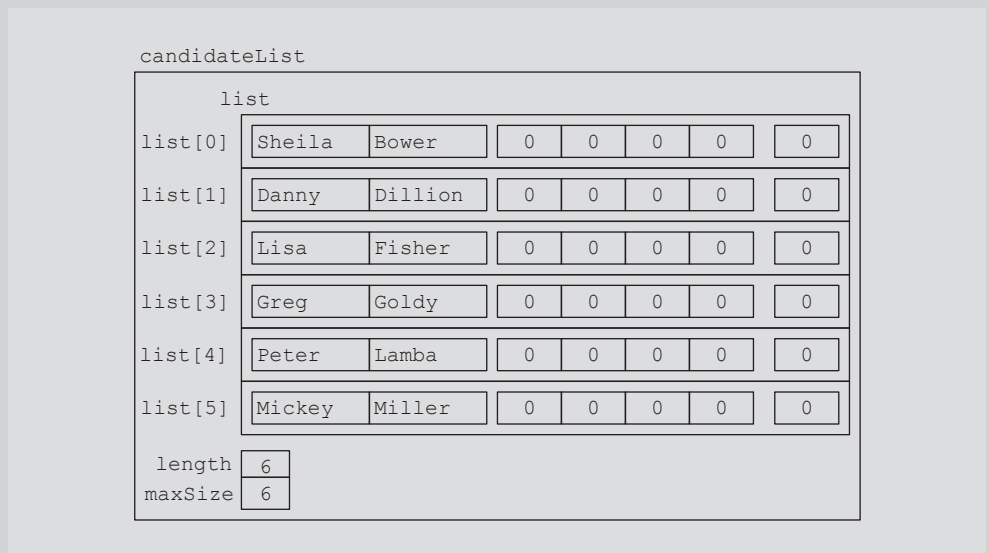 candidateList
list
list[0] Sheila Bower 0 0 0 0 0
list[1] Danny Dillion 0 0 0 0 0
list[2] Lisa Fisher 0 0 0 0 0
list[3] Greg Goldy 0 0 0 0 0
list[4] Peter Lamba 0 0 0 0 0
list[5] Mickey Miller 0 0 0 0 0
length 6
maxSize 6